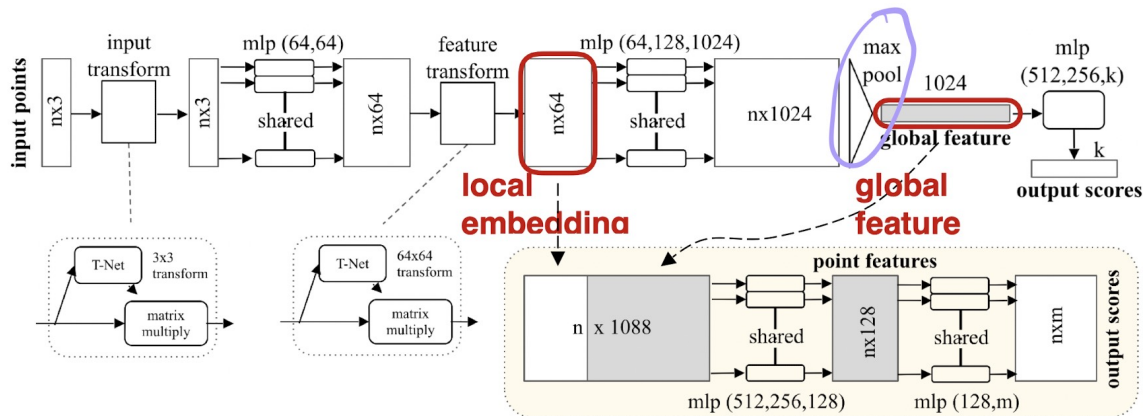 input points
nx3
input
transform
nx3
mlp (64,64)
shared
nx64
feature
transform
nx64
mlp (64,128,1024)
shared
nx1024
max
pool
1024
global feature
mlp
(512,256,k)
k
output scores
local
embedding
global
feature
T-Net
3x3
transform
matrix
multiply
T-Net
64x64
transform
matrix
multiply
point features
n x 1088
shared
mlp (512,256,128)
nx128
shared
mlp (128,m)
nxm
output scores